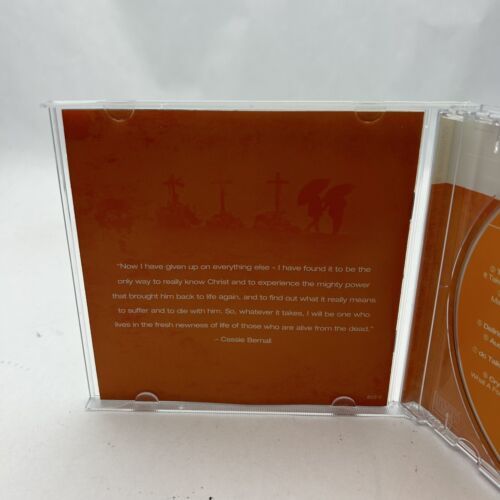 "Now I have given up on everything else - I have found it to be the
only way to really know Christ and to experience the mighty power
that brought him back to life again, and to find out what it really means
to suffer and to die with him. So, whatever it takes, I will be one who
lives in the fresh newness of life of those who are alive from the dead."
- Cassie Bernall
dc Talk
What A